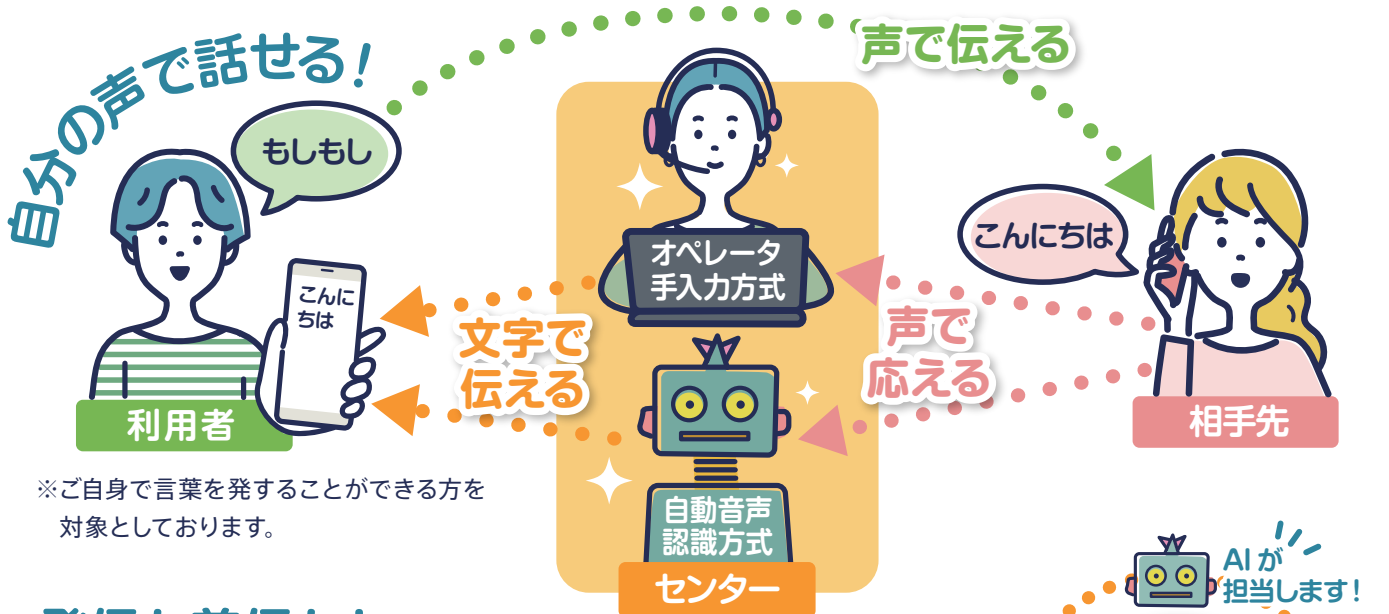 自分の声で話せる！
もしもし
声で伝える
こんにちは
オペレータ
手入力方式
こんに
ちは
文字で
伝える
声で
応える
利用者
相手先
※ご自身で言葉を発することができる方を
対象としております。
自動音声
認識方式
センター
AIが
担当します！